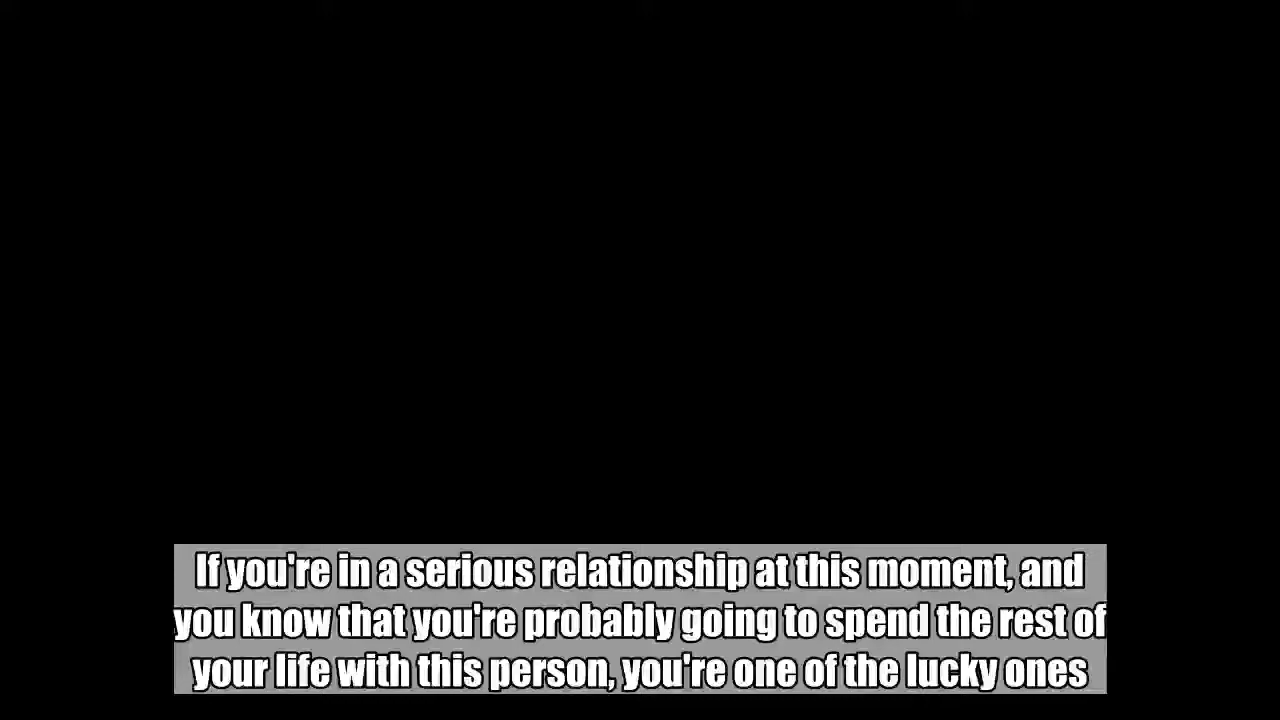 If you're in a serious relationship at this moment, and
you know that you're probably going to spend the rest of
your life with this person, you're one of the lucky ones